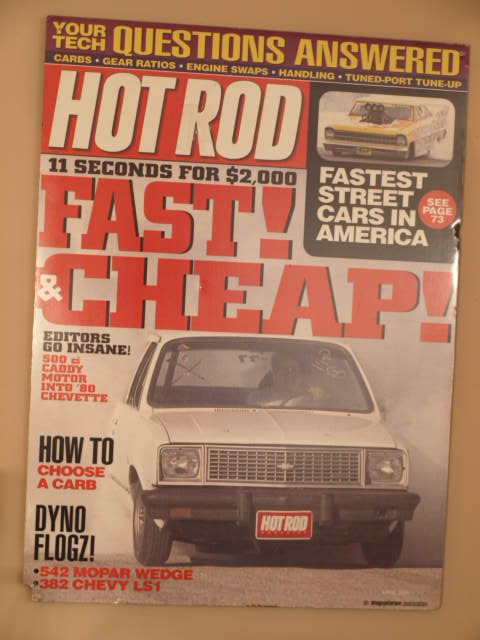 YOUR TECH QUESTIONS ANSWERED
CARBS • GEAR RATIOS • ENGINE SWAPS • HANDLING • TUNED-PORT TUNE-UP
HOT ROD
11 SECONDS FOR $2,000
FAST!
& CHEAP!
FASTEST
STREET
CARS IN
AMERICA
SEE
PAGE
73
EDITORS
GO INSANE!
500 ci
CADDY
MOTOR
INTO '80
CHEVETTE
HOW TO
CHOOSE
A CARB
DYNO
FLOGZ!
•542 MOPAR WEDGE
•382 CHEVY LS1
HOT ROD